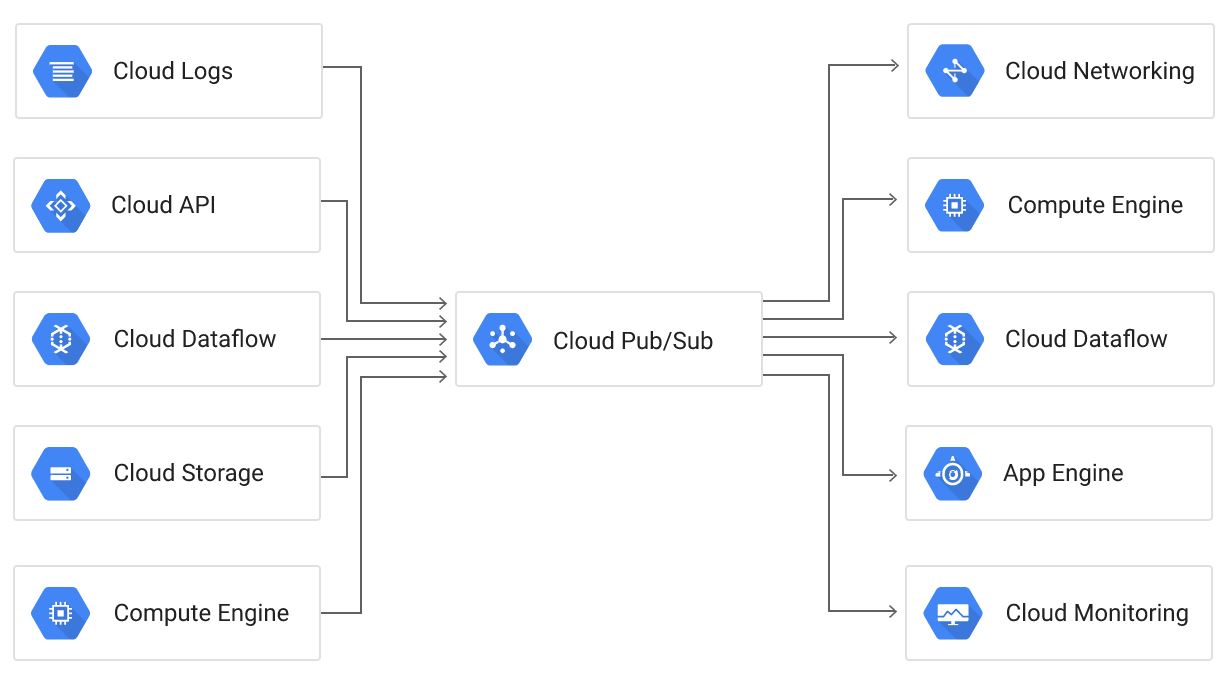 Cloud Logs
Cloud API
Cloud Dataflow
Cloud Storage
Compute Engine
Cloud Pub/Sub
Cloud Networking
Compute Engine
Cloud Dataflow
App Engine
Cloud Monitoring